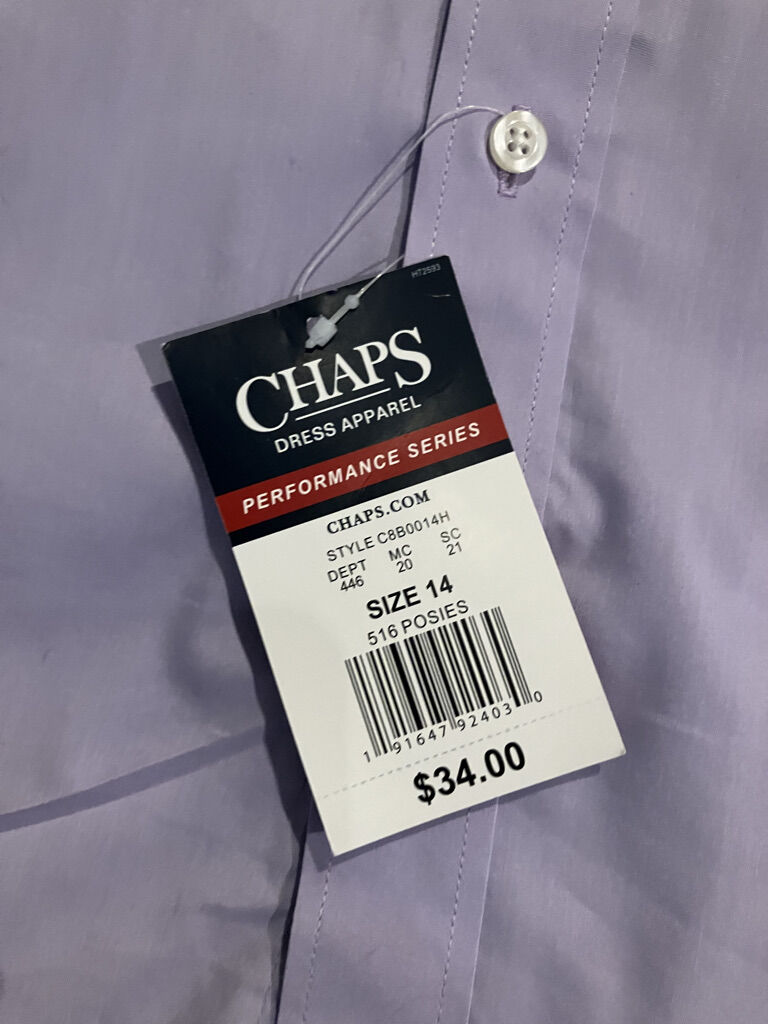 H72593
CHAPS
DRESS APPAREL
PERFORMANCE SERIES
CHAPS.COM
STYLE C8B0014H
DEPT MC SC
446 20 21
SIZE 14
516 POSIES
1 91647 92403 0
$34.00